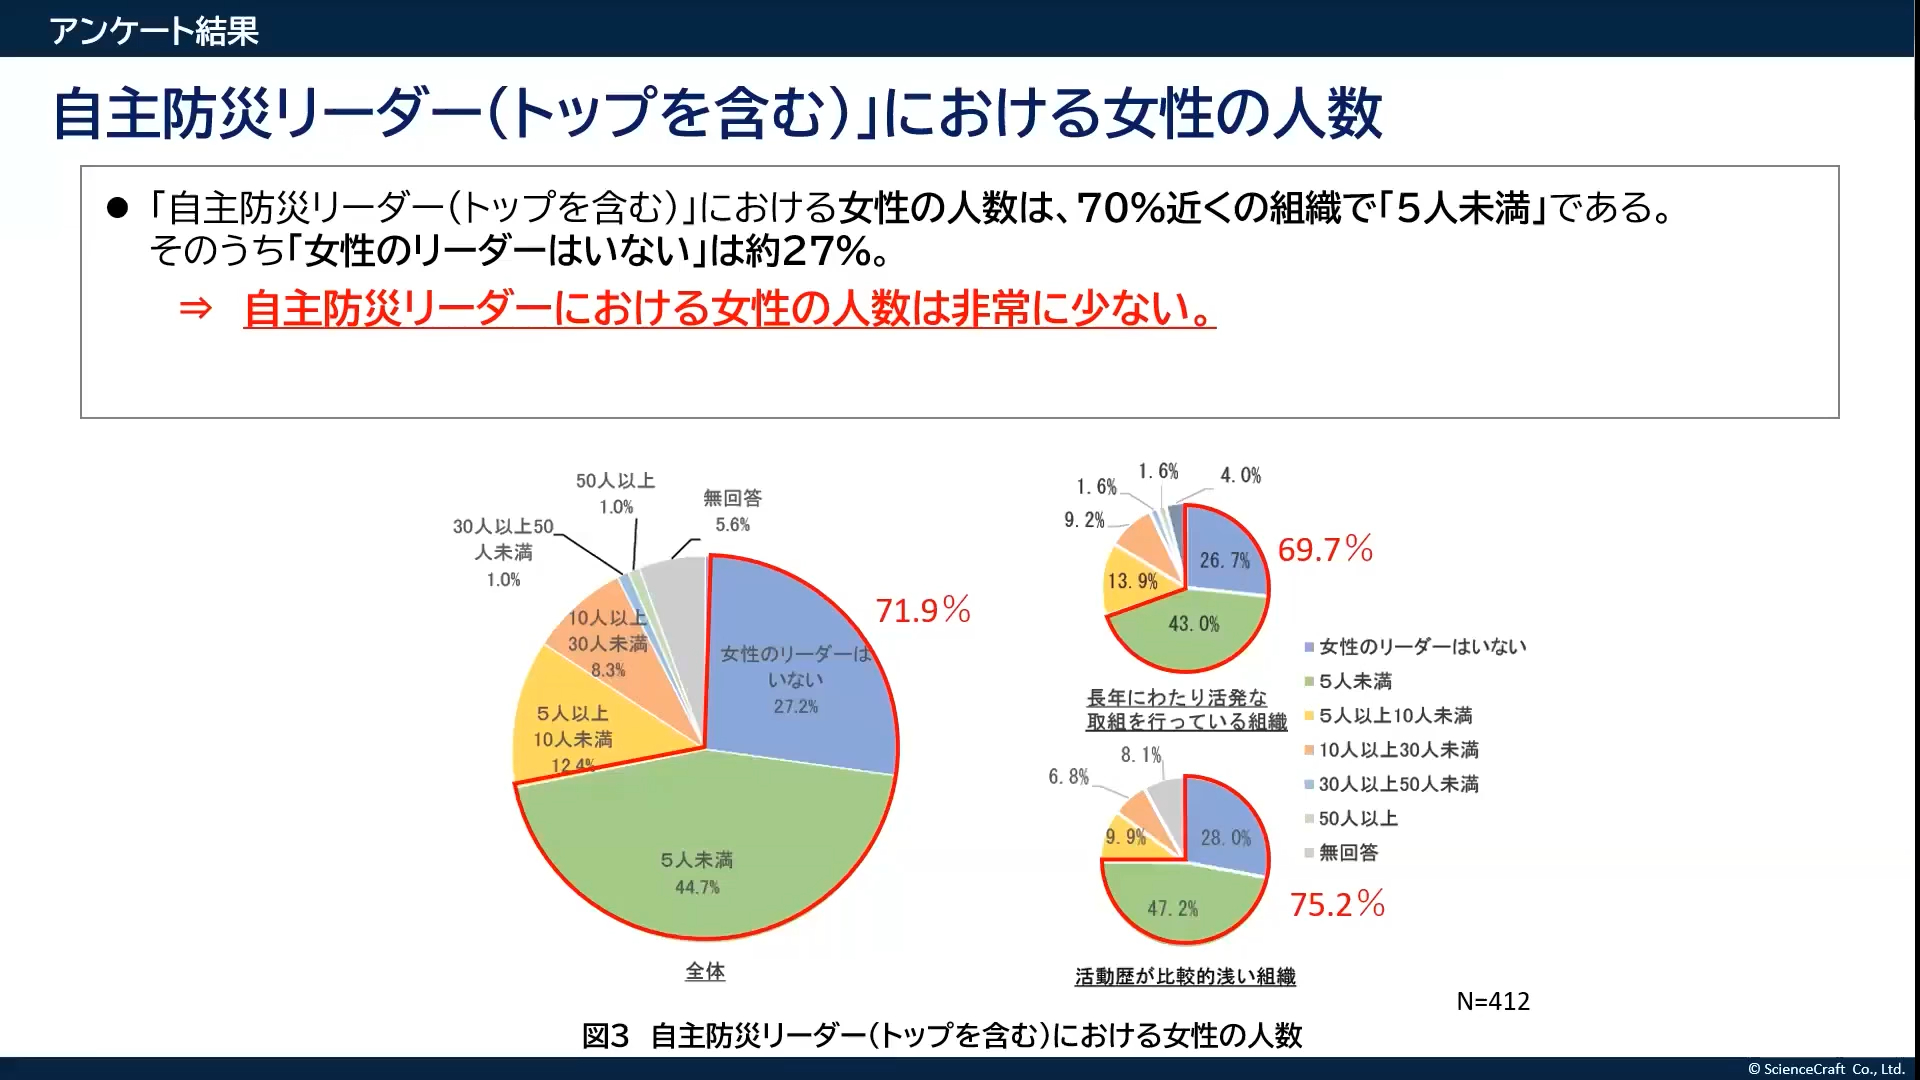 アンケート結果
自主防災リーダー（トップを含む）」における女性の人数
● 「自主防災リーダー（トップを含む）」における女性の人数は、70%近くの組織で「５人未満」である。
そのうち「女性のリーダーはいない」は約27%。
⇒ 自主防災リーダーにおける女性の人数は非常に少ない。
50人以上
1.0%
無回答
5.6%
30人以上50
人未満
1.0%
10人以上
30人未満
8.3%
５人以上
10人未満
12.4%
女性のリーダーは
いない
27.2%
71.9％
５人未満
44.7%
全体
1.6%
1.6%
4.0%
9.2%
13.9%
26.7%
43.0%
69.7％
長年にわたり活発な
取組を行っている組織
8.1%
6.8%
9.9%
28.0%
47.2%
75.2％
活動歴が比較的浅い組織
女性のリーダーはいない
５人未満
５人以上10人未満
10人以上30人未満
30人以上50人未満
50人以上
無回答
N=412
図3 自主防災リーダー（トップを含む）における女性の人数
© ScienceCraft Co., Ltd.